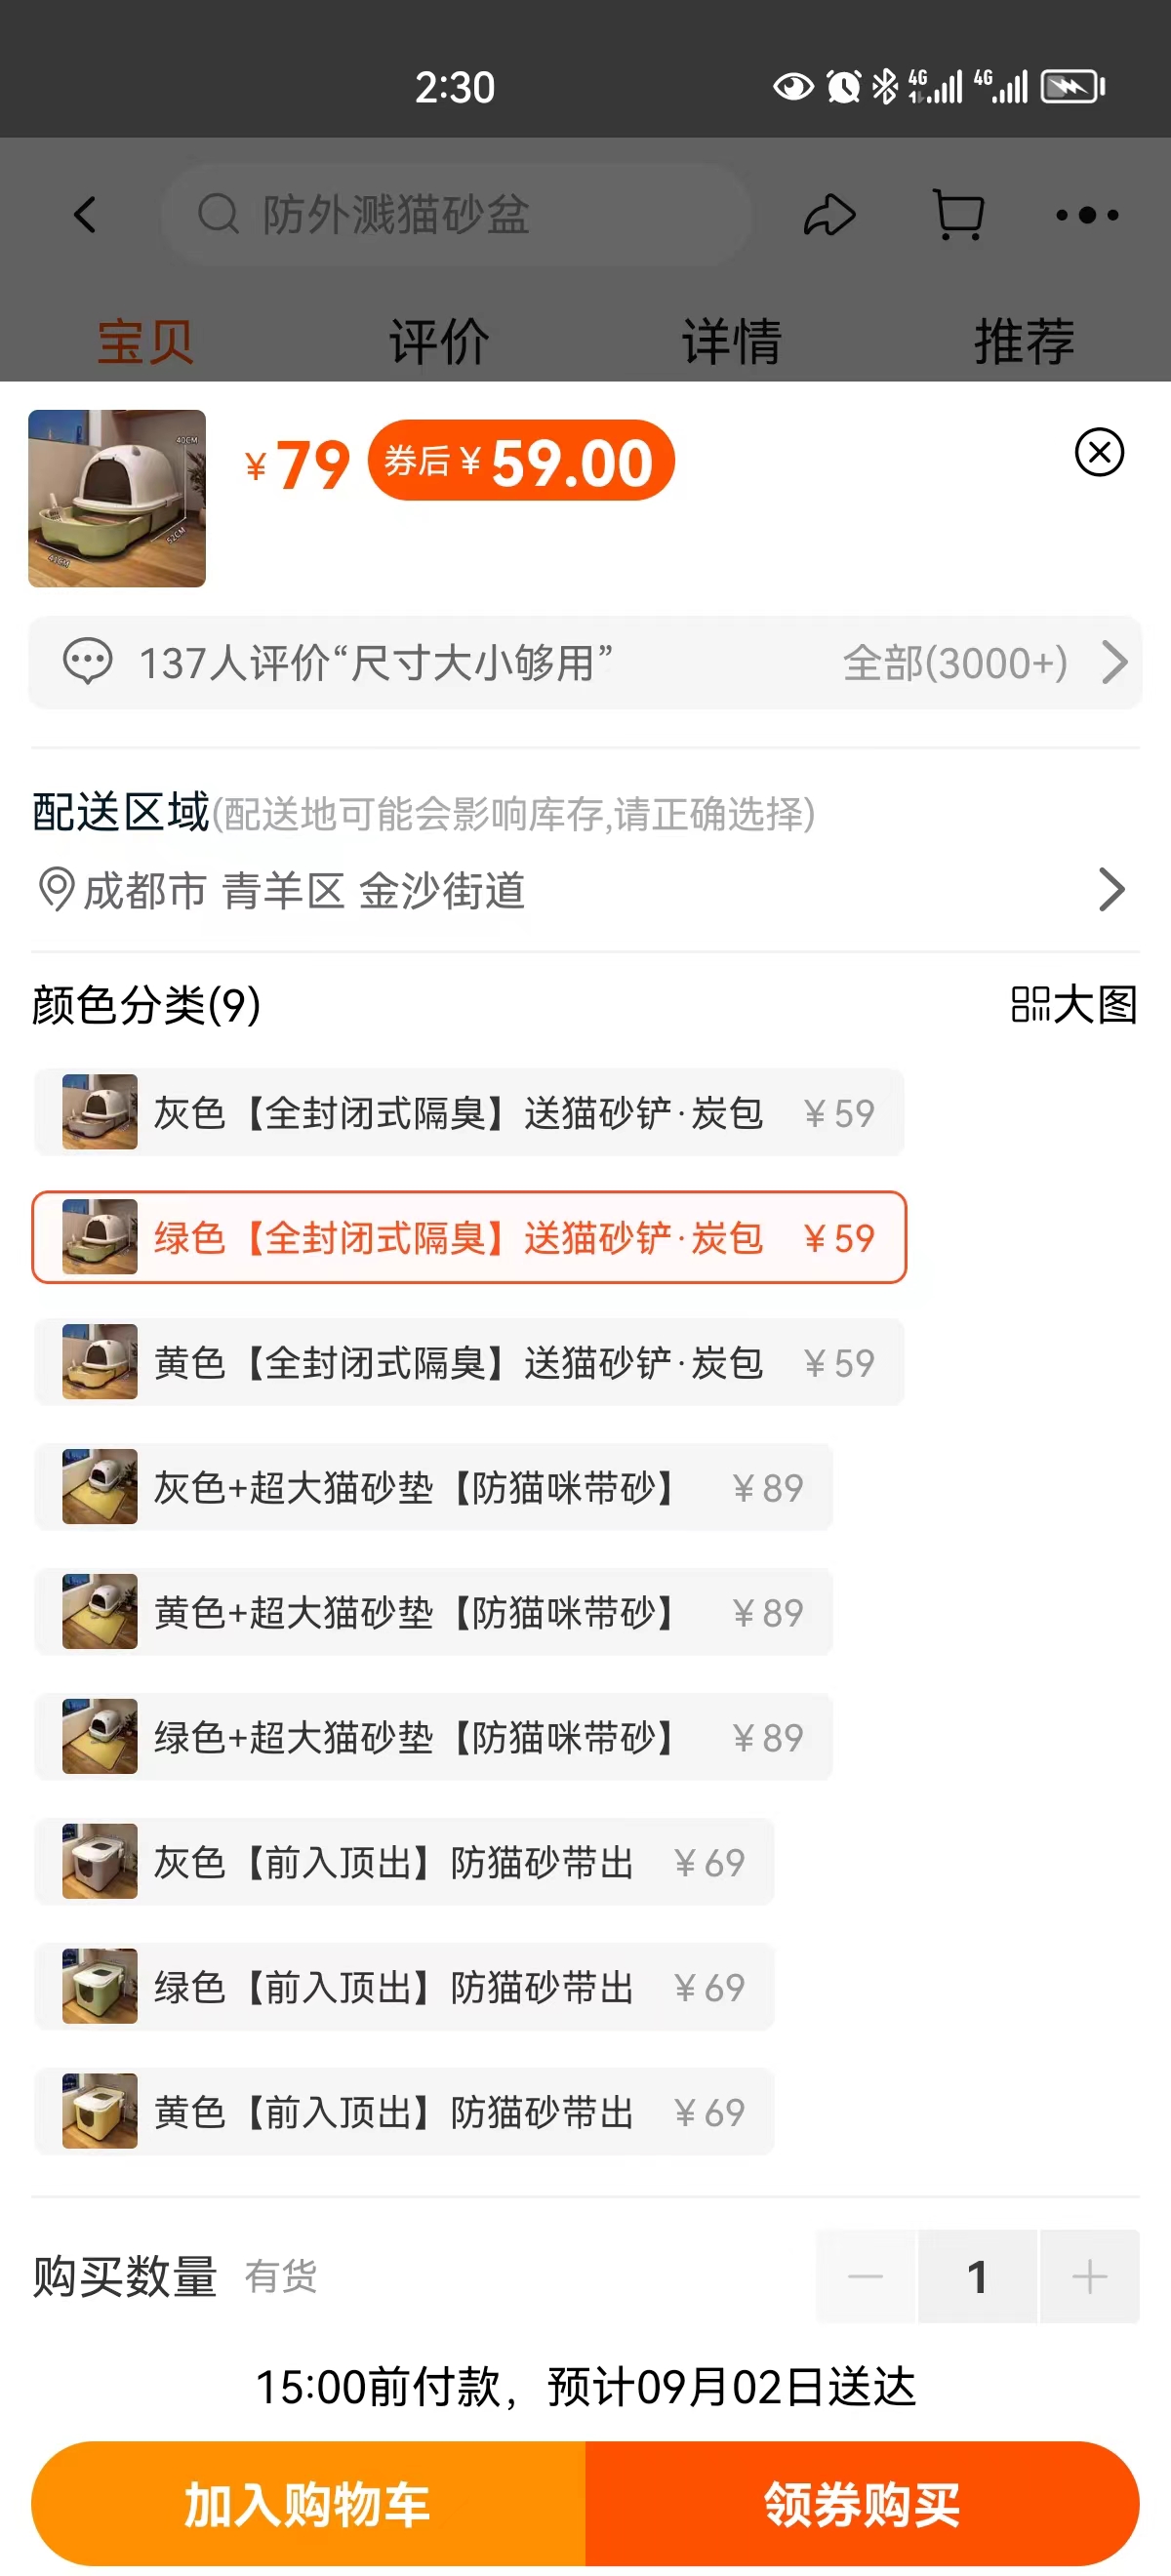 2:30
4G
4G
防外溅猫砂盆
宝贝 评价 详情 推荐
¥79 券后¥59.00
40CM
52CM
137人评价“尺寸大小够用” 全部(3000+)
配送区域(配送地可能会影响库存,请正确选择)
成都市 青羊区 金沙街道
颜色分类(9) 大图
灰色【全封闭式隔臭】送猫砂铲·炭包 ¥59
绿色【全封闭式隔臭】送猫砂铲·炭包 ¥59
黄色【全封闭式隔臭】送猫砂铲·炭包 ¥59
灰色+超大猫砂垫【防猫咪带砂】 ¥89
黄色+超大猫砂垫【防猫咪带砂】 ¥89
绿色+超大猫砂垫【防猫咪带砂】 ¥89
灰色【前入顶出】防猫砂带出 ¥69
绿色【前入顶出】防猫砂带出 ¥69
黄色【前入顶出】防猫砂带出 ¥69
购买数量 有货 1
15:00前付款，预计09月02日送达
加入购物车 领券购买